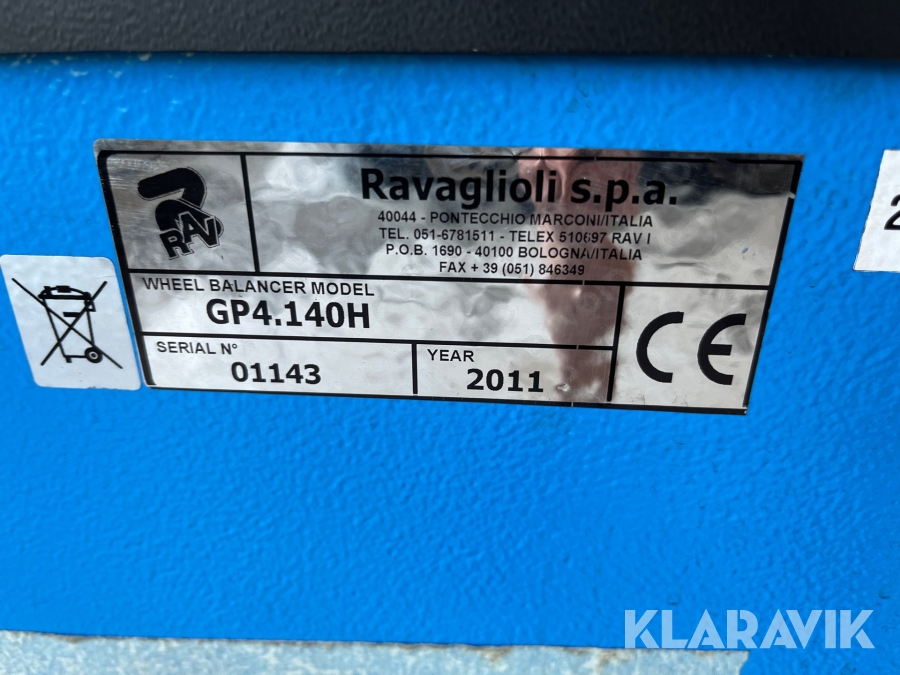 RAV
Ravaglioli s.p.a.
40044 - PONTECCHIO MARCONI/ITALIA
TEL. 051-6781511 - TELEX 510697 RAV I
P.O.B. 1690 - 40100 BOLOGNA/ITALIA
FAX + 39 (051) 846349
WHEEL BALANCER MODEL
GP4.140H
SERIAL N°
01143
YEAR
2011
CE
2
KLARAVIK